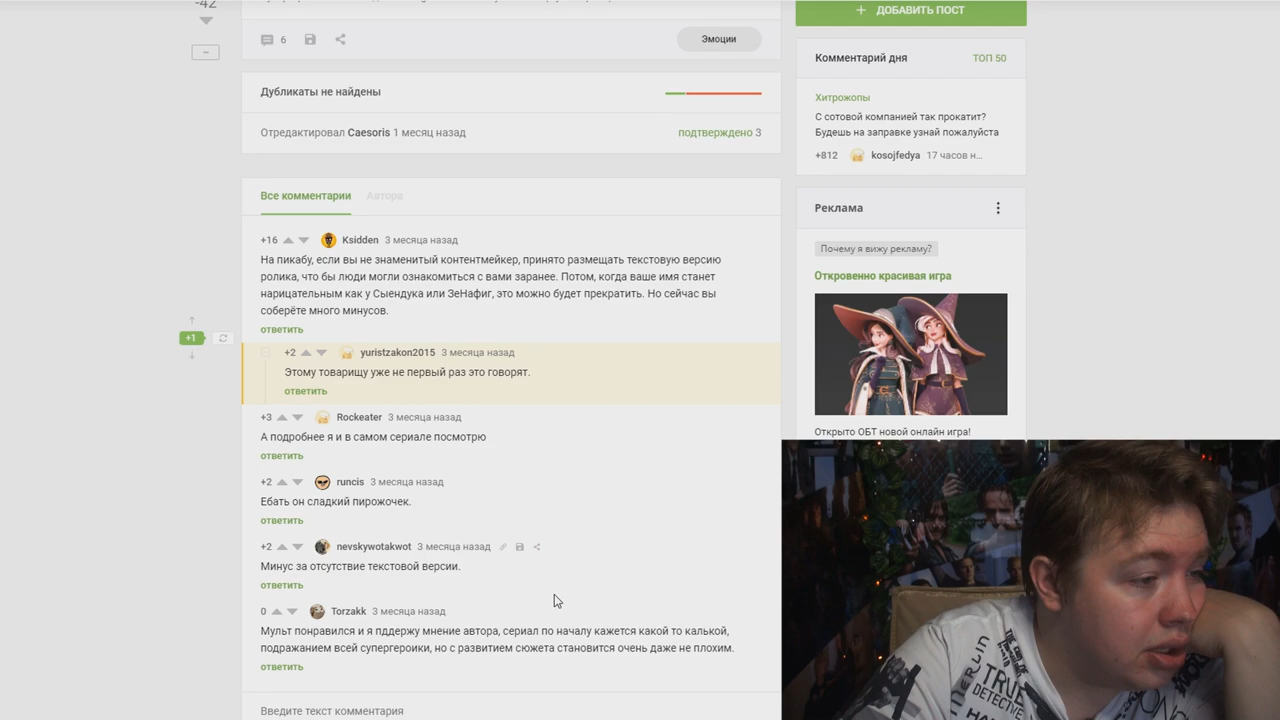 -42
6
Эмоции
Дубликаты не найдены
Отредактировал Caesoris 1 месяц назад
подтверждено 3
Все комментарии
Автора
+16 Ksidden 3 месяца назад
На пикабу, если вы не знаменитый контентмейкер, принято размещать текстовую версию
ролика, что бы люди могли ознакомиться с вами заранее. Потом, когда ваше имя станет
нарицательным как у Сыендука или ЗеНафиг, это можно будет прекратить. Но сейчас вы
соберёте много минусов.
ответить
+1
+2 yuristzakon2015 3 месяца назад
Этому товарищу уже не первый раз это говорят.
ответить
+3 Rockeater 3 месяца назад
А подробнее я и в самом сериале посмотрю
ответить
+2 runcis 3 месяца назад
Ебать он сладкий пирожочек.
ответить
+2 nevskywotakwot 3 месяца назад
Минус за отсутствие текстовой версии.
ответить
0 Torzakk 3 месяца назад
Мульт понравился и я пддержу мнение автора, сериал по началу кажется какой то калькой,
подражанием всей супергероики, но с развитием сюжета становится очень даже не плохим.
ответить
Введите текст комментария
+ ДОБАВИТЬ ПОСТ
Комментарий дня
ТОП 50
Хитрожопы
С сотовой компанией так прокатит?
Будешь на заправке узнай пожалуйста
+812 kosojfedya 17 часов н...
Реклама
Почему я вижу рекламу?
Откровенно красивая игра
Открыто ОБТ новой онлайн игра!
TRUE
DETECTIVE